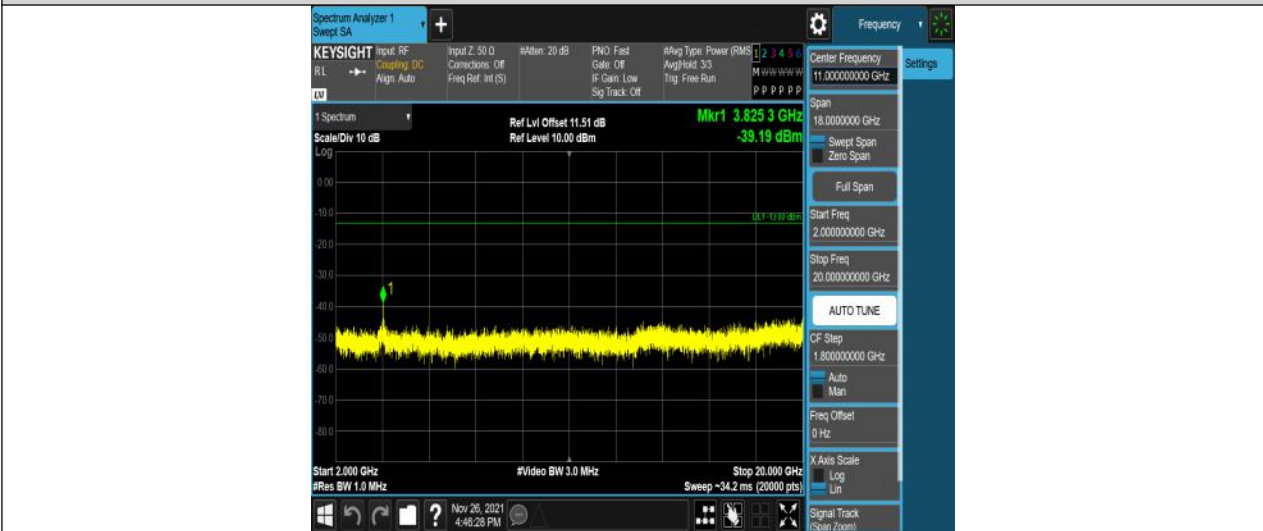 Spectrum Analyzer 1
Swept SA
Frequency
KEYSIGHT
RL
LV
Input: RF
Coupling: DC
Align: Auto
Input Z: 50 Ω
Corrections: Off
Freq Ref: Int (S)
#Atten: 20 dB
PNO: Fast
Gate: Off
IF Gain: Low
Sig Track: Off
#Avg Type: Power (RMS
Avg|Hold: 3/3
Trig: Free Run
1 2 3 4 5 6
M W W W W W
P P P P P P
1 Spectrum
Scale/Div 10 dB
Ref Lvl Offset 11.51 dB
Ref Level 10.00 dBm
Mkr1 3.825 3 GHz
-39.19 dBm
Log
0.00
-10.0
DL1 -13.00 dBm
-20.0
-30.0
1
-40.0
-50.0
-60.0
-70.0
-80.0
Start 2.000 GHz
#Res BW 1.0 MHz
#Video BW 3.0 MHz
Stop 20.000 GHz
Sweep ~34.2 ms (20000 pts)
Center Frequency
11.000000000 GHz
Settings
Span
18.0000000 GHz
Swept Span
Zero Span
Full Span
Start Freq
2.000000000 GHz
Stop Freq
20.000000000 GHz
AUTO TUNE
CF Step
1.800000000 GHz
Auto
Man
Freq Offset
0 Hz
X Axis Scale
Log
Lin
Signal Track
(Span Zoom)
?
Nov 26, 2021
4:46:28 PM